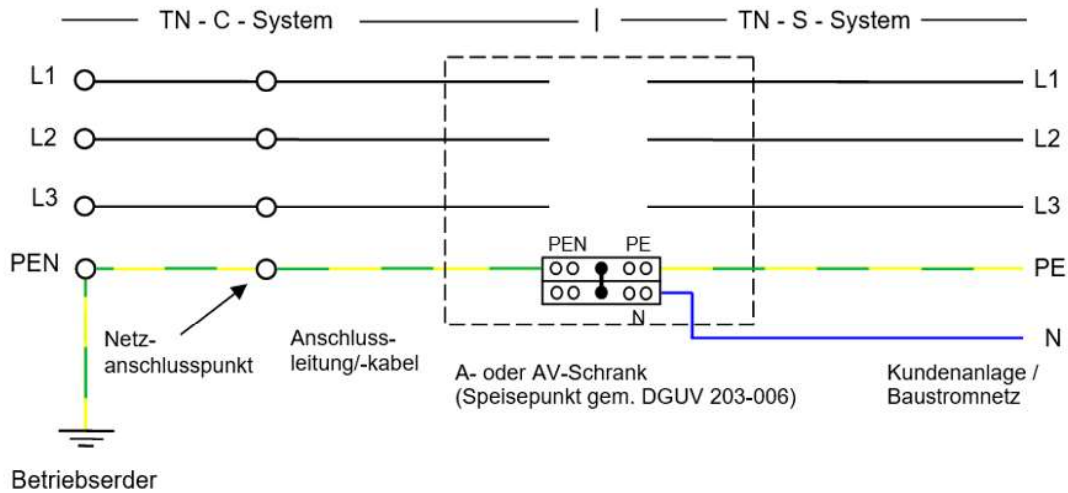 TN - C - System
TN - S - System
L1
L1
L2
L2
L3
L3
PEN
PEN
PE
PE
N
N
Netz-
anschlusspunkt
Anschluss-
leitung/-kabel
A- oder AV-Schrank
(Speisepunkt gem. DGUV 203-006)
Kundenanlage /
Baustromnetz
Betriebserder